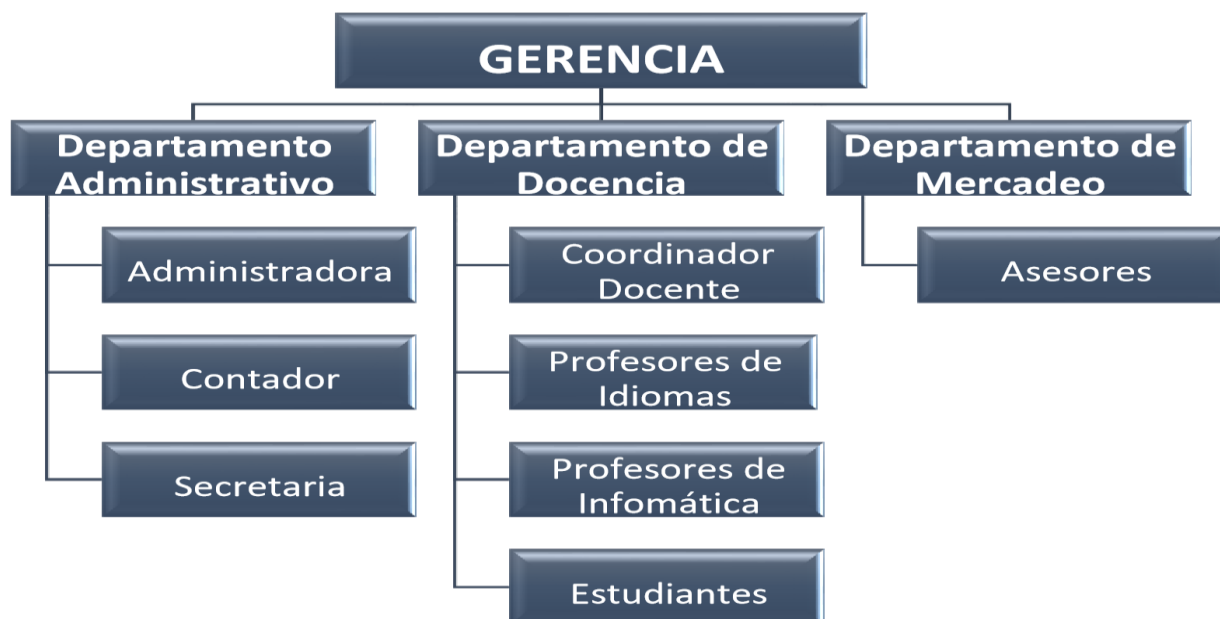 GERENCIA
Departamento
Administrativo
Administradora
Contador
Secretaria
Departamento de
Docencia
Coordinador
Docente
Profesores de
Idiomas
Profesores de
Infomática
Estudiantes
Departamento de
Mercadeo
Asesores